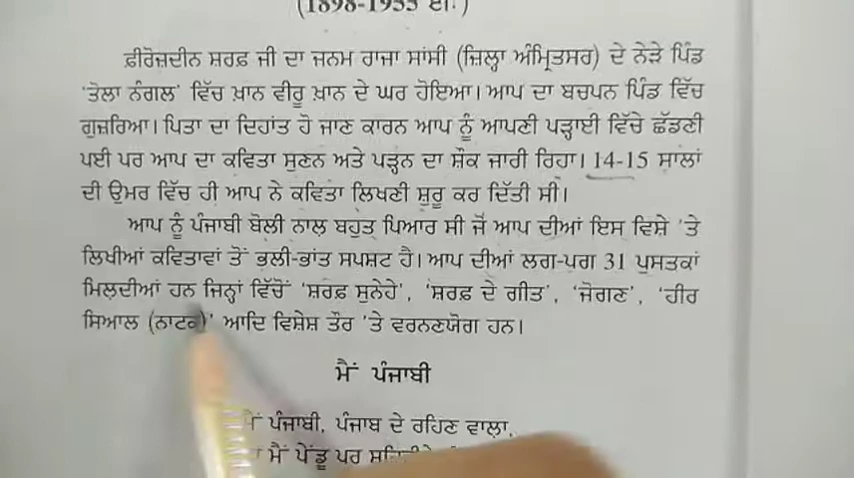 (1898-1955 ਈ:)
ਫ਼ੀਰੋਜ਼ਦੀਨ ਸ਼ਰਫ਼ ਜੀ ਦਾ ਜਨਮ ਰਾਜਾ ਸਾਂਸੀ (ਜ਼ਿਲ੍ਹਾ ਅੰਮ੍ਰਿਤਸਰ) ਦੇ ਨੇੜੇ ਪਿੰਡ
'ਤੋਲਾ ਨੰਗਲ' ਵਿੱਚ ਖ਼ਾਨ ਵੀਰੂ ਖ਼ਾਨ ਦੇ ਘਰ ਹੋਇਆ। ਆਪ ਦਾ ਬਚਪਨ ਪਿੰਡ ਵਿੱਚ
ਗੁਜ਼ਰਿਆ। ਪਿਤਾ ਦਾ ਦਿਹਾਂਤ ਹੋ ਜਾਣ ਕਾਰਨ ਆਪ ਨੂੰ ਆਪਣੀ ਪੜ੍ਹਾਈ ਵਿੱਚੇ ਛੱਡਣੀ
ਪਈ ਪਰ ਆਪ ਦਾ ਕਵਿਤਾ ਸੁਣਨ ਅਤੇ ਪੜ੍ਹਨ ਦਾ ਸ਼ੌਕ ਜਾਰੀ ਰਿਹਾ। 14-15 ਸਾਲਾਂ
ਦੀ ਉਮਰ ਵਿੱਚ ਹੀ ਆਪ ਨੇ ਕਵਿਤਾ ਲਿਖਣੀ ਸ਼ੁਰੂ ਕਰ ਦਿੱਤੀ ਸੀ।
ਆਪ ਨੂੰ ਪੰਜਾਬੀ ਬੋਲੀ ਨਾਲ਼ ਬਹੁਤ ਪਿਆਰ ਸੀ ਜੋ ਆਪ ਦੀਆਂ ਇਸ ਵਿਸ਼ੇ 'ਤੇ
ਲਿਖੀਆਂ ਕਵਿਤਾਵਾਂ ਤੋਂ ਭਲੀ-ਭਾਂਤ ਸਪਸ਼ਟ ਹੈ। ਆਪ ਦੀਆਂ ਲਗ-ਪਗ 31 ਪੁਸਤਕਾਂ
ਮਿਲ਼ਦੀਆਂ ਹਨ ਜਿਨ੍ਹਾਂ ਵਿੱਚੋਂ 'ਸ਼ਰਫ਼ ਸੁਨੇਹੇ', 'ਸ਼ਰਫ਼ ਦੇ ਗੀਤ', 'ਜੋਗਣ', 'ਹੀਰ
ਸਿਆਲ (ਨਾਟਕ)' ਆਦਿ ਵਿਸ਼ੇਸ਼ ਤੌਰ 'ਤੇ ਵਰਨਣਯੋਗ ਹਨ।
ਮੈਂ ਪੰਜਾਬੀ
ਪੰਜਾਬੀ, ਪੰਜਾਬ ਦੇ ਰਹਿਣ ਵਾਲ਼ਾ,
ਮੈਂ ਪੇਂਡੂ ਪਰ